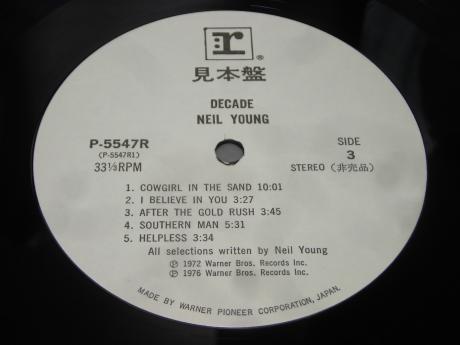 r®
見本盤
DECADE
NEIL YOUNG
P-5547R
(P-5547R1)
33⅓RPM
SIDE
3
STEREO (非売品)
1. COWGIRL IN THE SAND 10:01
2. I BELIEVE IN YOU 3:27
3. AFTER THE GOLD RUSH 3:45
4. SOUTHERN MAN 5:31
5. HELPLESS 3:34
All selections written by Neil Young
℗ 1972 Warner Bros. Records Inc.
℗ 1976 Warner Bros. Records Inc.
MADE BY WARNER PIONEER CORPORATION, JAPAN.